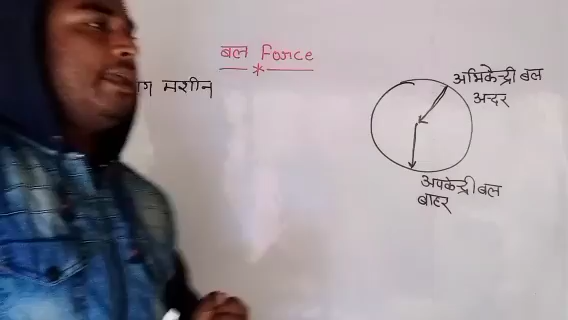 बल Force
मशीन
अभिकेन्द्री बल
अन्दर
अपकेन्द्री बल
बाहर